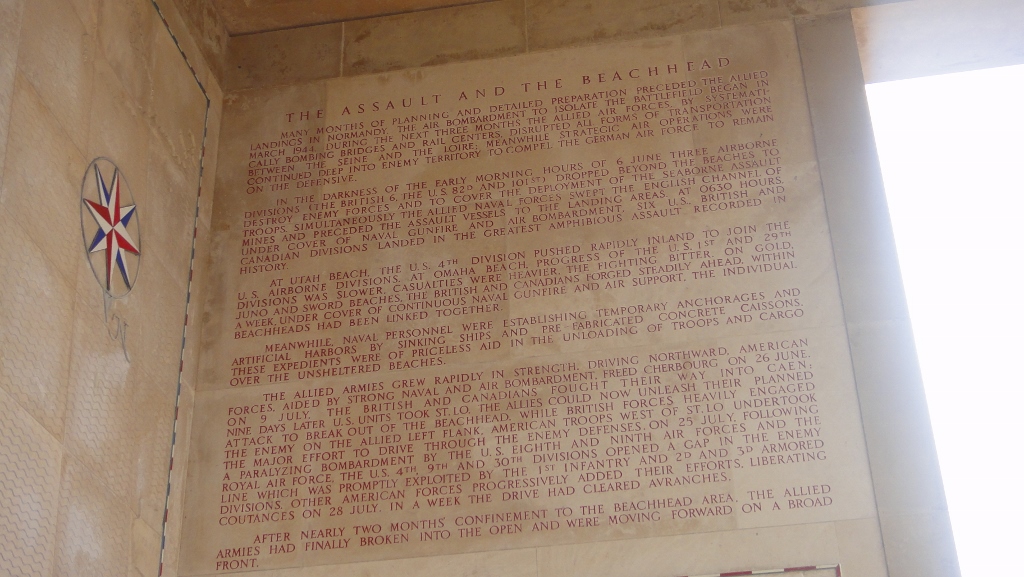 THE ASSAULT AND THE BEACHHEAD
MANY MONTHS OF PLANNING AND DETAILED PREPARATION PRECEDED THE ALLIED
LANDINGS IN NORMANDY. THE AIR BOMBARDMENT TO ISOLATE THE BATTLEFIELD BEGAN IN
MARCH 1944. DURING THE NEXT THREE MONTHS THE ALLIED AIR FORCES, BY SYSTEMATI-
CALLY BOMBING BRIDGES AND RAIL CENTERS, DISRUPTED ALL FORMS OF TRANSPORTATION
BETWEEN THE SEINE AND THE LOIRE; MEANWHILE STRATEGIC AIR OPERATIONS WERE
CONTINUED DEEP INTO ENEMY TERRITORY TO COMPEL THE GERMAN AIR FORCE TO REMAIN
ON THE DEFENSIVE.
IN THE DARKNESS OF THE EARLY MORNING HOURS OF 6 JUNE THREE AIRBORNE
DIVISIONS (THE BRITISH 6, THE U.S. 82D AND 101ST) DROPPED BEYOND THE BEACHES TO
DESTROY ENEMY FORCES AND TO COVER THE DEPLOYMENT OF THE SEABORNE ASSAULT
TROOPS. SIMULTANEOUSLY THE ALLIED NAVAL FORCES SWEPT THE ENGLISH CHANNEL OF
MINES AND PRECEDED THE ASSAULT VESSELS TO THE LANDING AREAS. AT 0630 HOURS,
UNDER COVER OF NAVAL GUNFIRE AND AIR BOMBARDMENT, SIX U.S., BRITISH AND
CANADIAN DIVISIONS LANDED IN THE GREATEST AMPHIBIOUS ASSAULT RECORDED IN
HISTORY.
AT UTAH BEACH, THE U.S. 4TH DIVISION PUSHED RAPIDLY INLAND TO JOIN THE
U.S. AIRBORNE DIVISIONS; AT OMAHA BEACH, PROGRESS OF THE U.S. 1ST AND 29TH
DIVISIONS WAS SLOWER, CASUALTIES WERE HEAVIER, THE FIGHTING BITTER. ON GOLD,
JUNO AND SWORD BEACHES, THE BRITISH AND CANADIANS FORGED STEADILY AHEAD. WITHIN
A WEEK, UNDER COVER OF CONTINUOUS NAVAL GUNFIRE AND AIR SUPPORT, THE INDIVIDUAL
BEACHHEADS HAD BEEN LINKED TOGETHER.
MEANWHILE, NAVAL PERSONNEL WERE ESTABLISHING TEMPORARY ANCHORAGES AND
ARTIFICIAL HARBORS BY SINKING SHIPS AND PRE-FABRICATED CONCRETE CAISSONS.
THESE EXPEDIENTS WERE OF PRICELESS AID IN THE UNLOADING OF TROOPS AND CARGO
OVER THE UNSHELTERED BEACHES.
THE ALLIED ARMIES GREW RAPIDLY IN STRENGTH. DRIVING NORTHWARD, AMERICAN
FORCES, AIDED BY STRONG NAVAL AND AIR BOMBARDMENT, FREED CHERBOURG ON 26 JUNE.
ON 9 JULY, THE BRITISH AND CANADIANS FOUGHT THEIR WAY INTO CAEN;
NINE DAYS LATER U.S. UNITS TOOK ST. LO. THE ALLIES COULD NOW UNLEASH THEIR PLANNED
ATTACK TO BREAK OUT OF THE BEACHHEAD. WHILE BRITISH FORCES HEAVILY ENGAGED
THE ENEMY ON THE ALLIED LEFT FLANK, AMERICAN TROOPS WEST OF ST. LO UNDERTOOK
THE MAJOR EFFORT TO DRIVE THROUGH THE ENEMY DEFENSES. ON 25 JULY, FOLLOWING
A PARALYZING BOMBARDMENT BY THE U.S. EIGHTH AND NINTH AIR FORCES AND THE
ROYAL AIR FORCE, THE U.S. 4TH, 9TH AND 30TH DIVISIONS OPENED A GAP IN THE ENEMY
LINE WHICH WAS PROMPTLY EXPLOITED BY THE 1ST INFANTRY AND 2D AND 3D ARMORED
DIVISIONS. OTHER AMERICAN FORCES PROGRESSIVELY ADDED THEIR EFFORTS, LIBERATING
COUTANCES ON 28 JULY. IN A WEEK THE DRIVE HAD CLEARED AVRANCHES.
AFTER NEARLY TWO MONTHS' CONFINEMENT TO THE BEACHHEAD AREA, THE ALLIED
ARMIES HAD FINALLY BROKEN INTO THE OPEN AND WERE MOVING FORWARD ON A BROAD
FRONT.